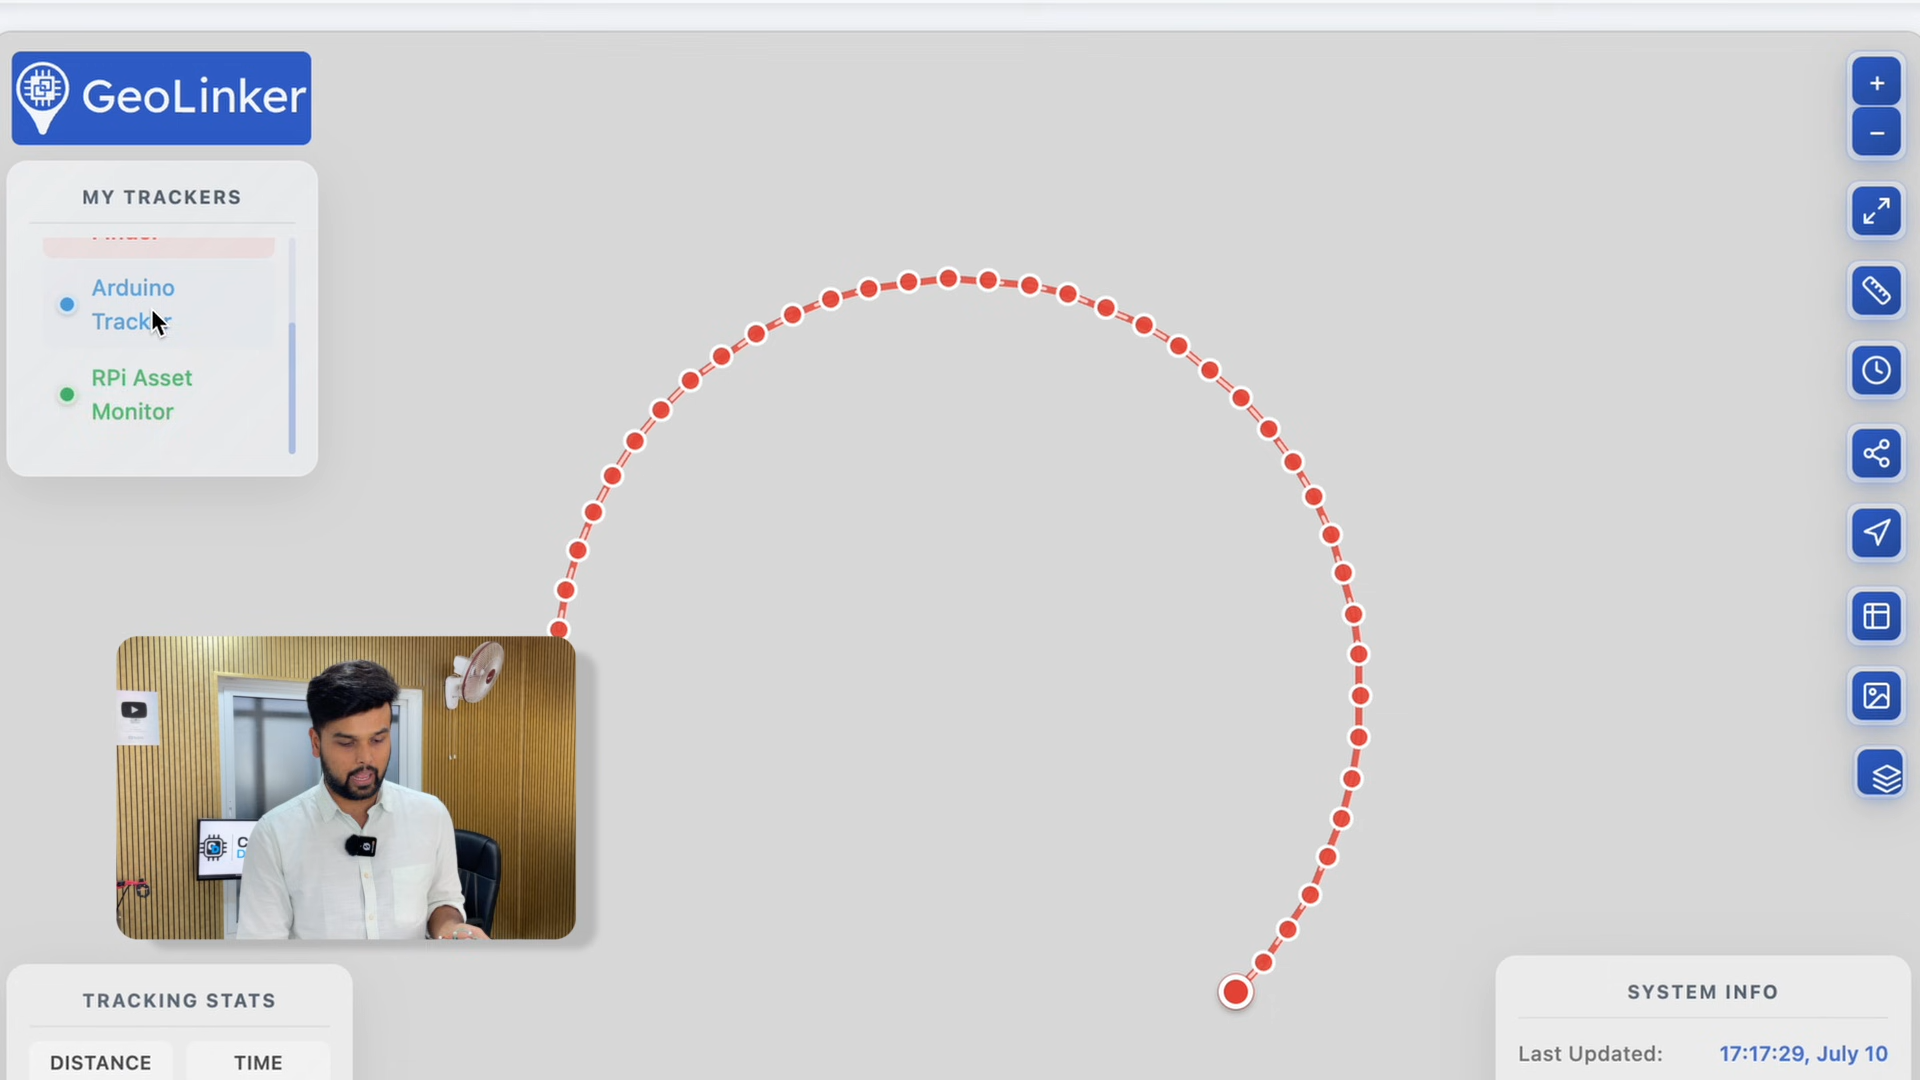 GeoLinker
MY TRACKERS
Arduino
Tracker
RPi Asset
Monitor
TRACKING STATS
DISTANCE
TIME
SYSTEM INFO
Last Updated:
17:17:29, July 10